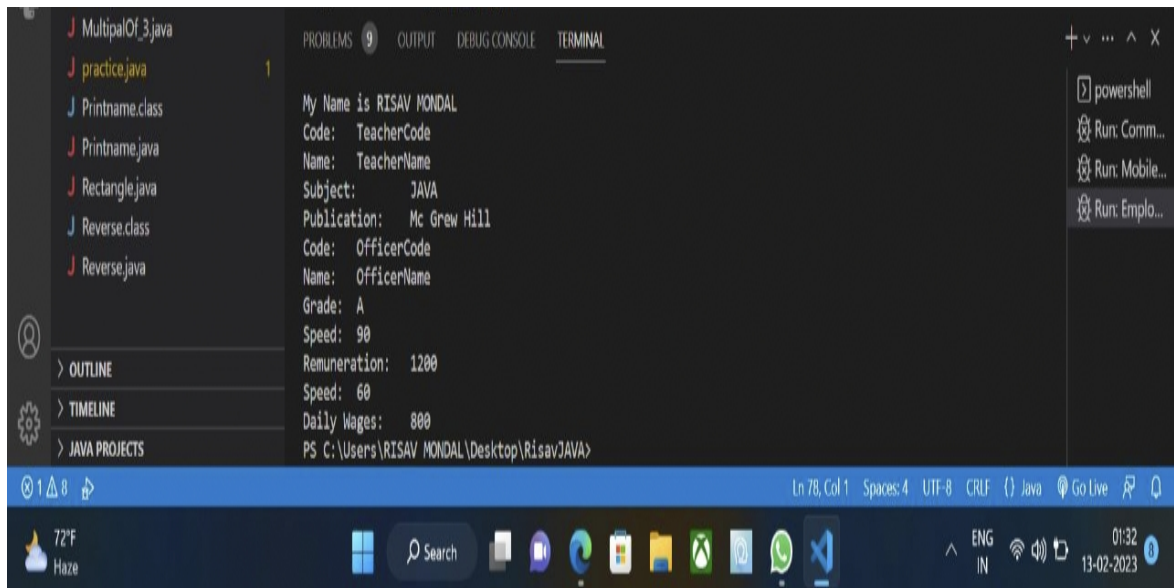 MultipalOf_3.java
practice.java 1
Printname.class
Printname.java
Rectangle.java
Reverse.class
Reverse.java
OUTLINE
TIMELINE
JAVA PROJECTS
PROBLEMS 9 OUTPUT DEBUG CONSOLE TERMINAL
My Name is RISAV MONDAL
Code: TeacherCode
Name: TeacherName
Subject: JAVA
Publication: Mc Grew Hill
Code: OfficerCode
Name: OfficerName
Grade: A
Speed: 90
Remuneration: 1200
Speed: 60
Daily Wages: 800
PS C:\Users\RISAV MONDAL\Desktop\RisavJAVA>
powershell
Run: Comm...
Run: Mobile...
Run: Emplo...
1 8 Ln 78, Col 1 Spaces: 4 UTF-8 CRLF {} Java Go Live
72°F
Haze
Search
ENG
IN
01:32
13-02-2023
8